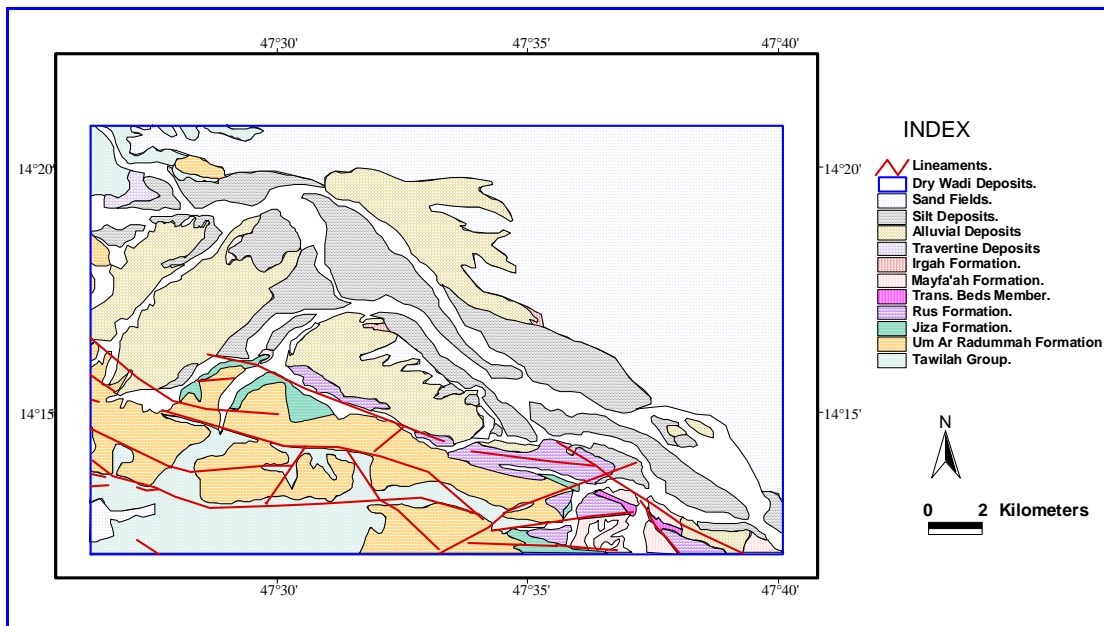 47°30' 47°35' 47°40'
14°20' 14°20'
14°15' 14°15'
47°30' 47°35' 47°40'
INDEX
Lineaments.
Dry Wadi Deposits.
Sand Fields.
Silt Deposits.
Alluvial Deposits
Travertine Deposits
Irgah Formation.
Mayfa'ah Formation.
Trans. Beds Member.
Rus Formation.
Jiza Formation.
Um Ar Radummah Formation
Tawilah Group.
N
0 2 Kilometers